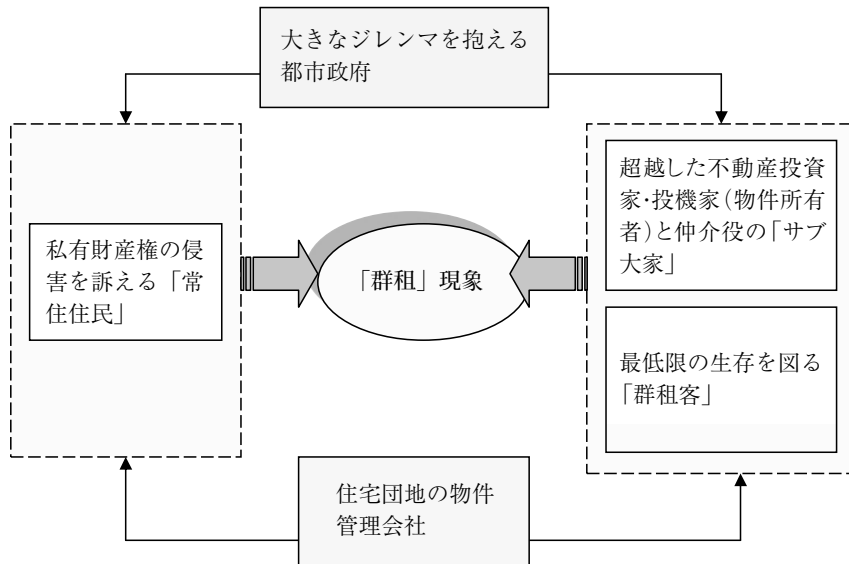 大きなジレンマを抱える
都市政府
私有財産権の侵
害を訴える「常
住住民」
「群租」現象
超越した不動産投資
家・投機家(物件所有
者)と仲介役の「サブ
大家」
最低限の生存を図る
「群租客」
住宅団地の物件
管理会社